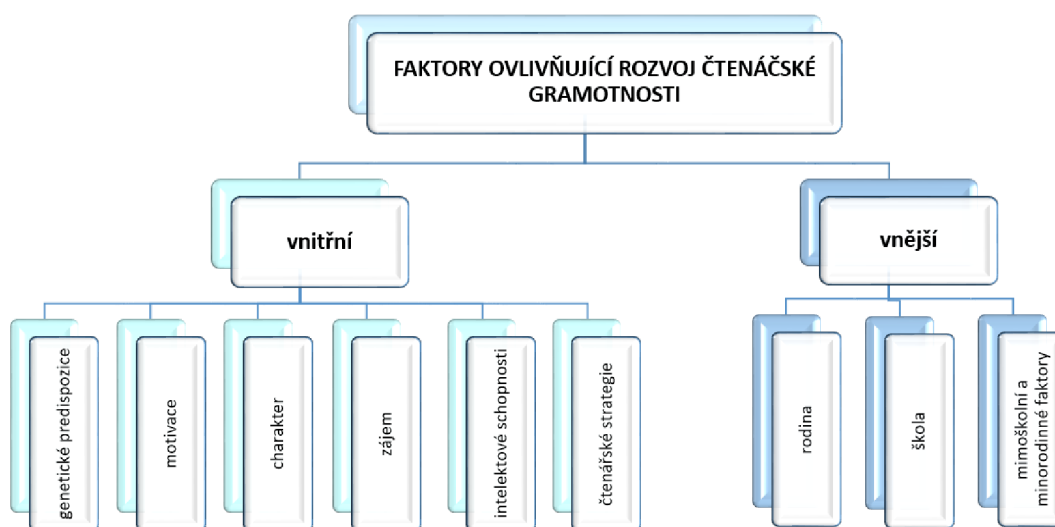 FAKTORY OVLIVŇUJÍCÍ ROZVOJ ČTENÁČSKÉ
GRAMOTNOSTI
vnitřní
vnější
genetické predispozice
motivace
charakter
zájem
intelektové schopnosti
čtenářské strategie
rodina
škola
mimoškolní a
minorodinné faktory